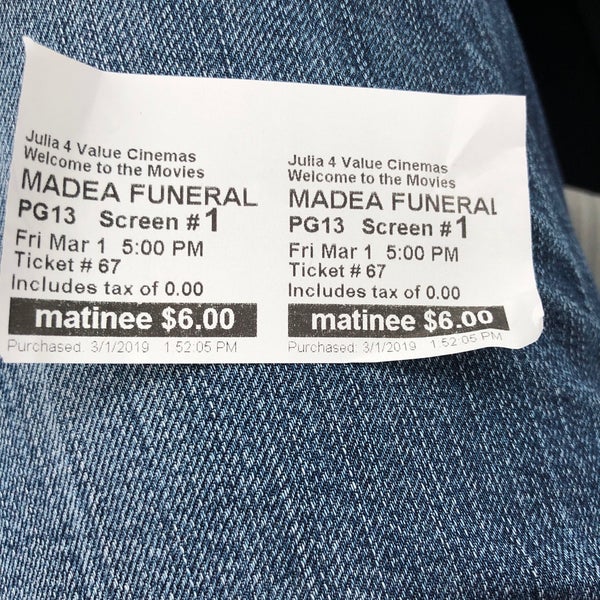 Julia 4 Value Cinemas
Welcome to the Movies
MADEA FUNERAL
PG13 Screen #1
Fri Mar 1 5:00 PM
Ticket # 67
Includes tax of 0.00
matinee $6.00
Purchased: 3/1/2019 1:52:05 PM
Julia 4 Value Cinemas
Welcome to the Movies
MADEA FUNERAL
PG13 Screen #1
Fri Mar 1 5:00 PM
Ticket # 67
Includes tax of 0.00
matinee $6.00
Purchased: 3/1/2019 1:52:05 PM